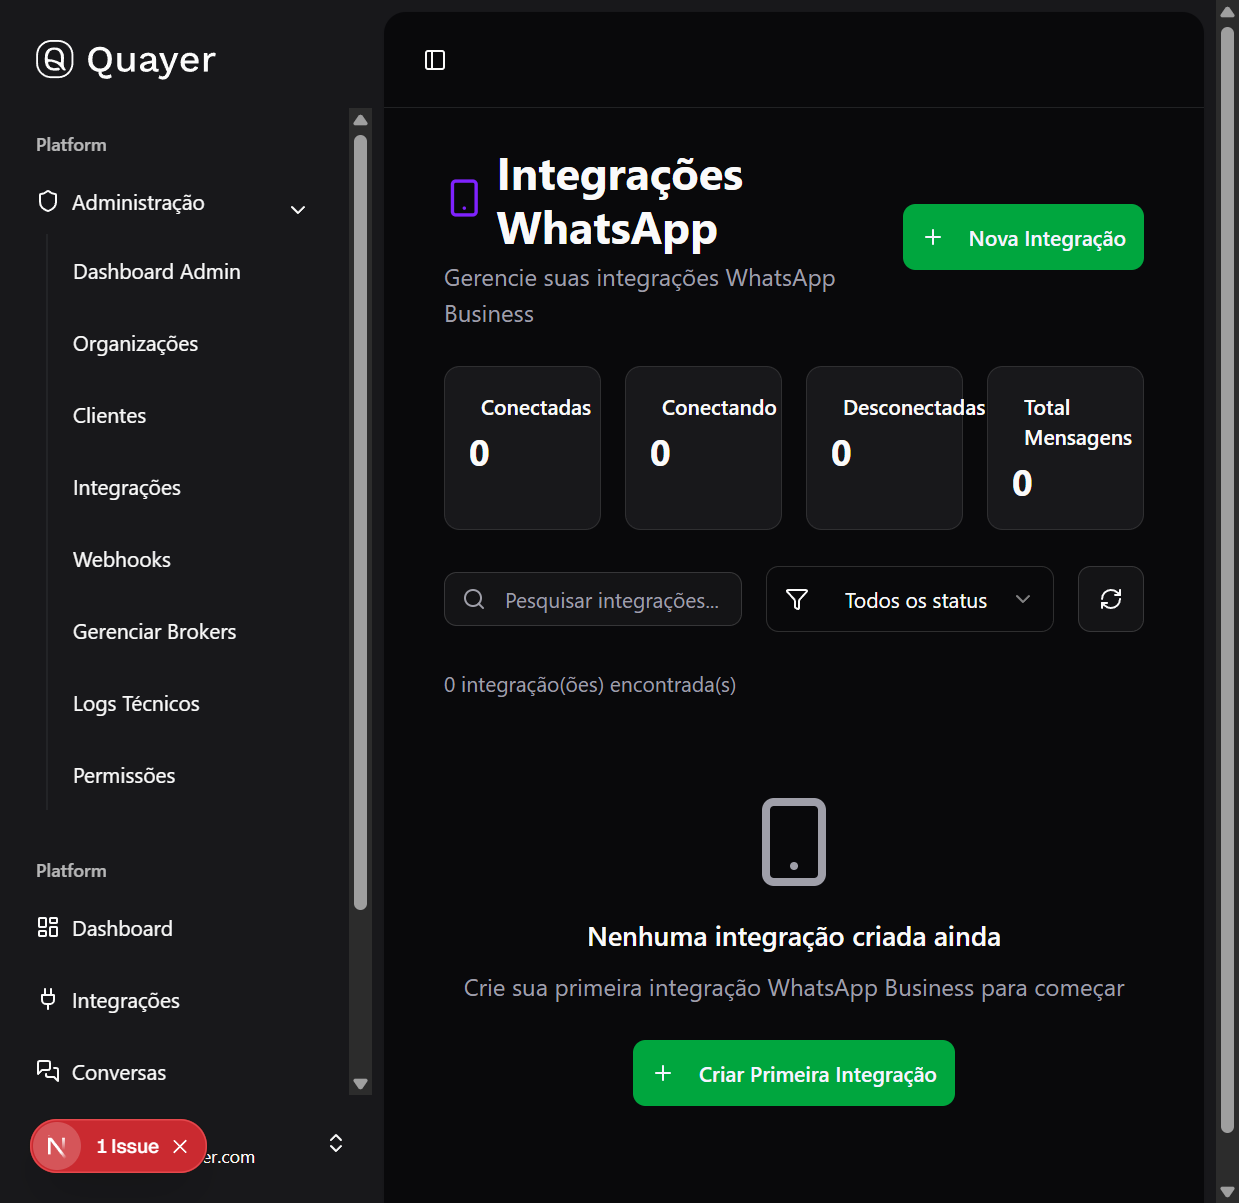 Quayer
Platform
Administração
Dashboard Admin
Organizações
Clientes
Integrações
Webhooks
Gerenciar Brokers
Logs Técnicos
Permissões
Platform
Dashboard
Integrações
Conversas
N 1 Issue
er.com
Integrações
WhatsApp
Gerencie suas integrações WhatsApp
Business
Nova Integração
Conectadas
0
Conectando
0
Desconectadas
0
Total
Mensagens
0
Pesquisar integrações...
Todos os status
0 integração(ões) encontrada(s)
Nenhuma integração criada ainda
Crie sua primeira integração WhatsApp Business para começar
Criar Primeira Integração